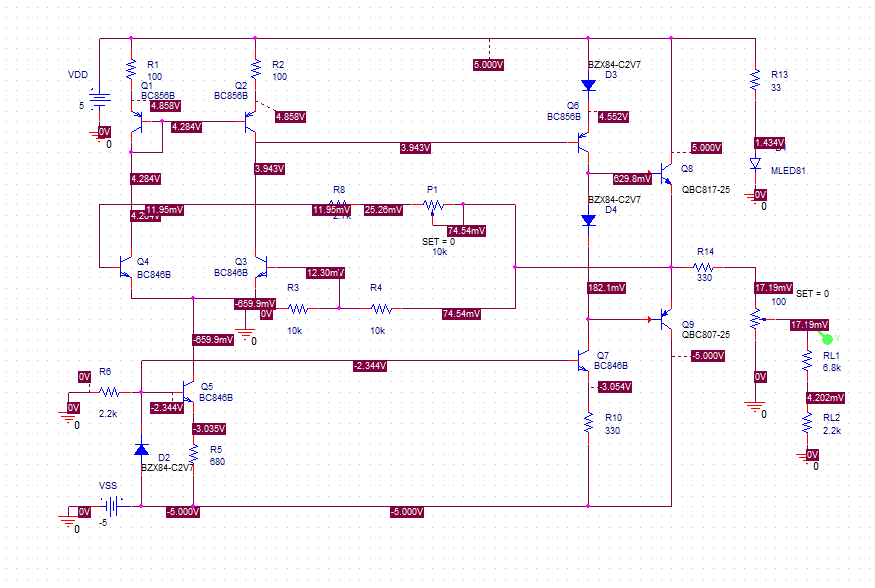 VDD
5
0V
0
R1
100
Q1
BC856B
4.858V
R2
100
Q2
BC856B
4.858V
4.284V
5.000V
BZX84-C2V7
D3
Q6
BC856B
4.552V
3.943V
5.000V
Q8
QBC817-25
629.8mV
R13
33
1.434V
MLED81
0V
0
4.284V
3.943V
11.95mV
R8
11.95mV
25.26mV
P1
74.54mV
SET = 0
10k
BZX84-C2V7
D4
Q4
BC846B
Q3
BC846B
12.30mV
R3
10k
R4
10k
-659.9mV
0V
0
74.54mV
182.1mV
R14
330
17.19mV
SET = 0
100
17.19mV
Q9
QBC807-25
-5.000V
RL1
6.8k
-659.9mV
-2.344V
Q7
BC846B
-3.054V
0V
R6
2.2k
0V
0
-2.344V
Q5
BC846B
-3.035V
R5
680
R10
330
0V
0
4.202mV
RL2
2.2k
0V
0
D2
BZX84-C2V7
VSS
-5
0V
0
-5.000V
-5.000V